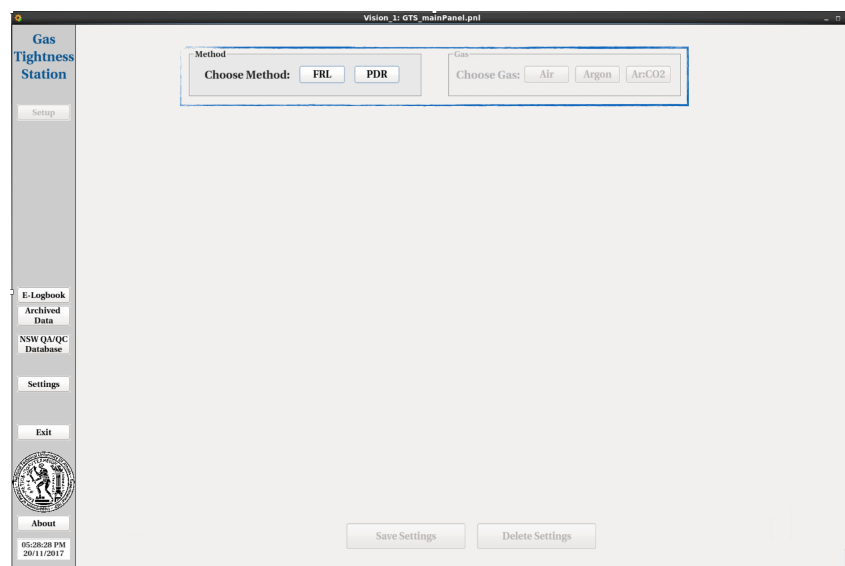 Vision_1: GTS_mainPanel.pnl
Gas
Tightness
Station
Setup
E-Logbook
Archived
Data
NSW QA/QC
Database
Settings
Exit
About
05:28:28 PM
20/11/2017
Method
Choose Method: FRL PDR
Gas
Choose Gas: Air Argon Ar:CO2
Save Settings Delete Settings